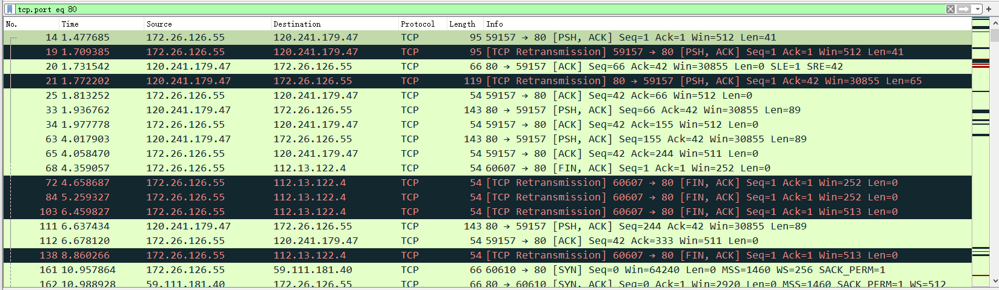 tcp.port eq 80
No. Time Source Destination Protocol Length Info
14 1.477685 172.26.126.55 120.241.179.47 TCP 95 59157 → 80 [PSH, ACK] Seq=1 Ack=1 Win=512 Len=41
19 1.709385 172.26.126.55 120.241.179.47 TCP 95 [TCP Retransmission] 59157 → 80 [PSH, ACK] Seq=1 Ack=1 Win=512 Len=41
20 1.731542 120.241.179.47 172.26.126.55 TCP 66 80 → 59157 [ACK] Seq=66 Ack=42 Win=30855 Len=0 SLE=1 SRE=42
21 1.772202 120.241.179.47 172.26.126.55 TCP 119 [TCP Retransmission] 80 → 59157 [PSH, ACK] Seq=1 Ack=42 Win=30855 Len=65
25 1.813252 172.26.126.55 120.241.179.47 TCP 54 59157 → 80 [ACK] Seq=42 Ack=66 Win=512 Len=0
33 1.936762 120.241.179.47 172.26.126.55 TCP 143 80 → 59157 [PSH, ACK] Seq=66 Ack=42 Win=30855 Len=89
34 1.977778 172.26.126.55 120.241.179.47 TCP 54 59157 → 80 [ACK] Seq=42 Ack=155 Win=512 Len=0
63 4.017903 120.241.179.47 172.26.126.55 TCP 143 80 → 59157 [PSH, ACK] Seq=155 Ack=42 Win=30855 Len=89
65 4.058470 172.26.126.55 120.241.179.47 TCP 54 59157 → 80 [ACK] Seq=42 Ack=244 Win=511 Len=0
68 4.359057 172.26.126.55 112.13.122.4 TCP 54 60607 → 80 [FIN, ACK] Seq=1 Ack=1 Win=252 Len=0
72 4.658687 172.26.126.55 112.13.122.4 TCP 54 [TCP Retransmission] 60607 → 80 [FIN, ACK] Seq=1 Ack=1 Win=252 Len=0
84 5.259327 172.26.126.55 112.13.122.4 TCP 54 [TCP Retransmission] 60607 → 80 [FIN, ACK] Seq=1 Ack=1 Win=252 Len=0
103 6.459827 172.26.126.55 112.13.122.4 TCP 54 [TCP Retransmission] 60607 → 80 [FIN, ACK] Seq=1 Ack=1 Win=513 Len=0
111 6.637434 120.241.179.47 172.26.126.55 TCP 143 80 → 59157 [PSH, ACK] Seq=244 Ack=42 Win=30855 Len=89
112 6.678120 172.26.126.55 120.241.179.47 TCP 54 59157 → 80 [ACK] Seq=42 Ack=333 Win=511 Len=0
138 8.860266 172.26.126.55 112.13.122.4 TCP 54 [TCP Retransmission] 60607 → 80 [FIN, ACK] Seq=1 Ack=1 Win=513 Len=0
161 10.957864 172.26.126.55 59.111.181.40 TCP 66 60610 → 80 [SYN] Seq=0 Win=64240 Len=0 MSS=1460 WS=256 SACK_PERM=1
162 10.988928 59.111.181.40 172.26.126.55 TCP 66 80 → 60610 [SYN, ACK] Seq=0 Ack=1 Win=2920 Len=0 MSS=1460 SACK_PERM=1 WS=512